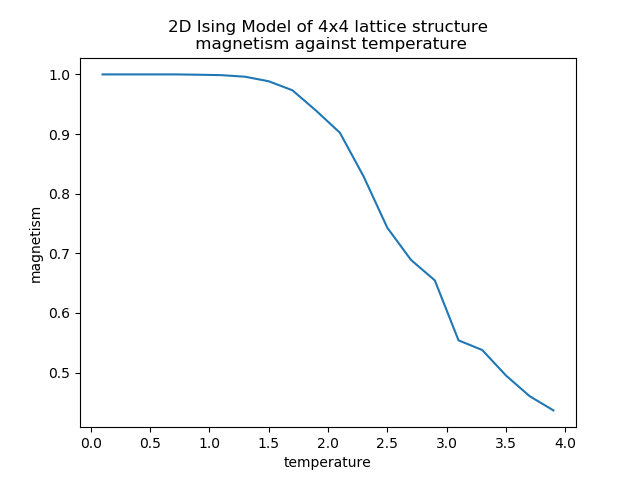 2D Ising Model of 4x4 lattice structure
magnetism against temperature
1.0
0.9
0.8
0.7
0.6
0.5
magnetism
0.0 0.5 1.0 1.5 2.0 2.5 3.0 3.5 4.0
temperature